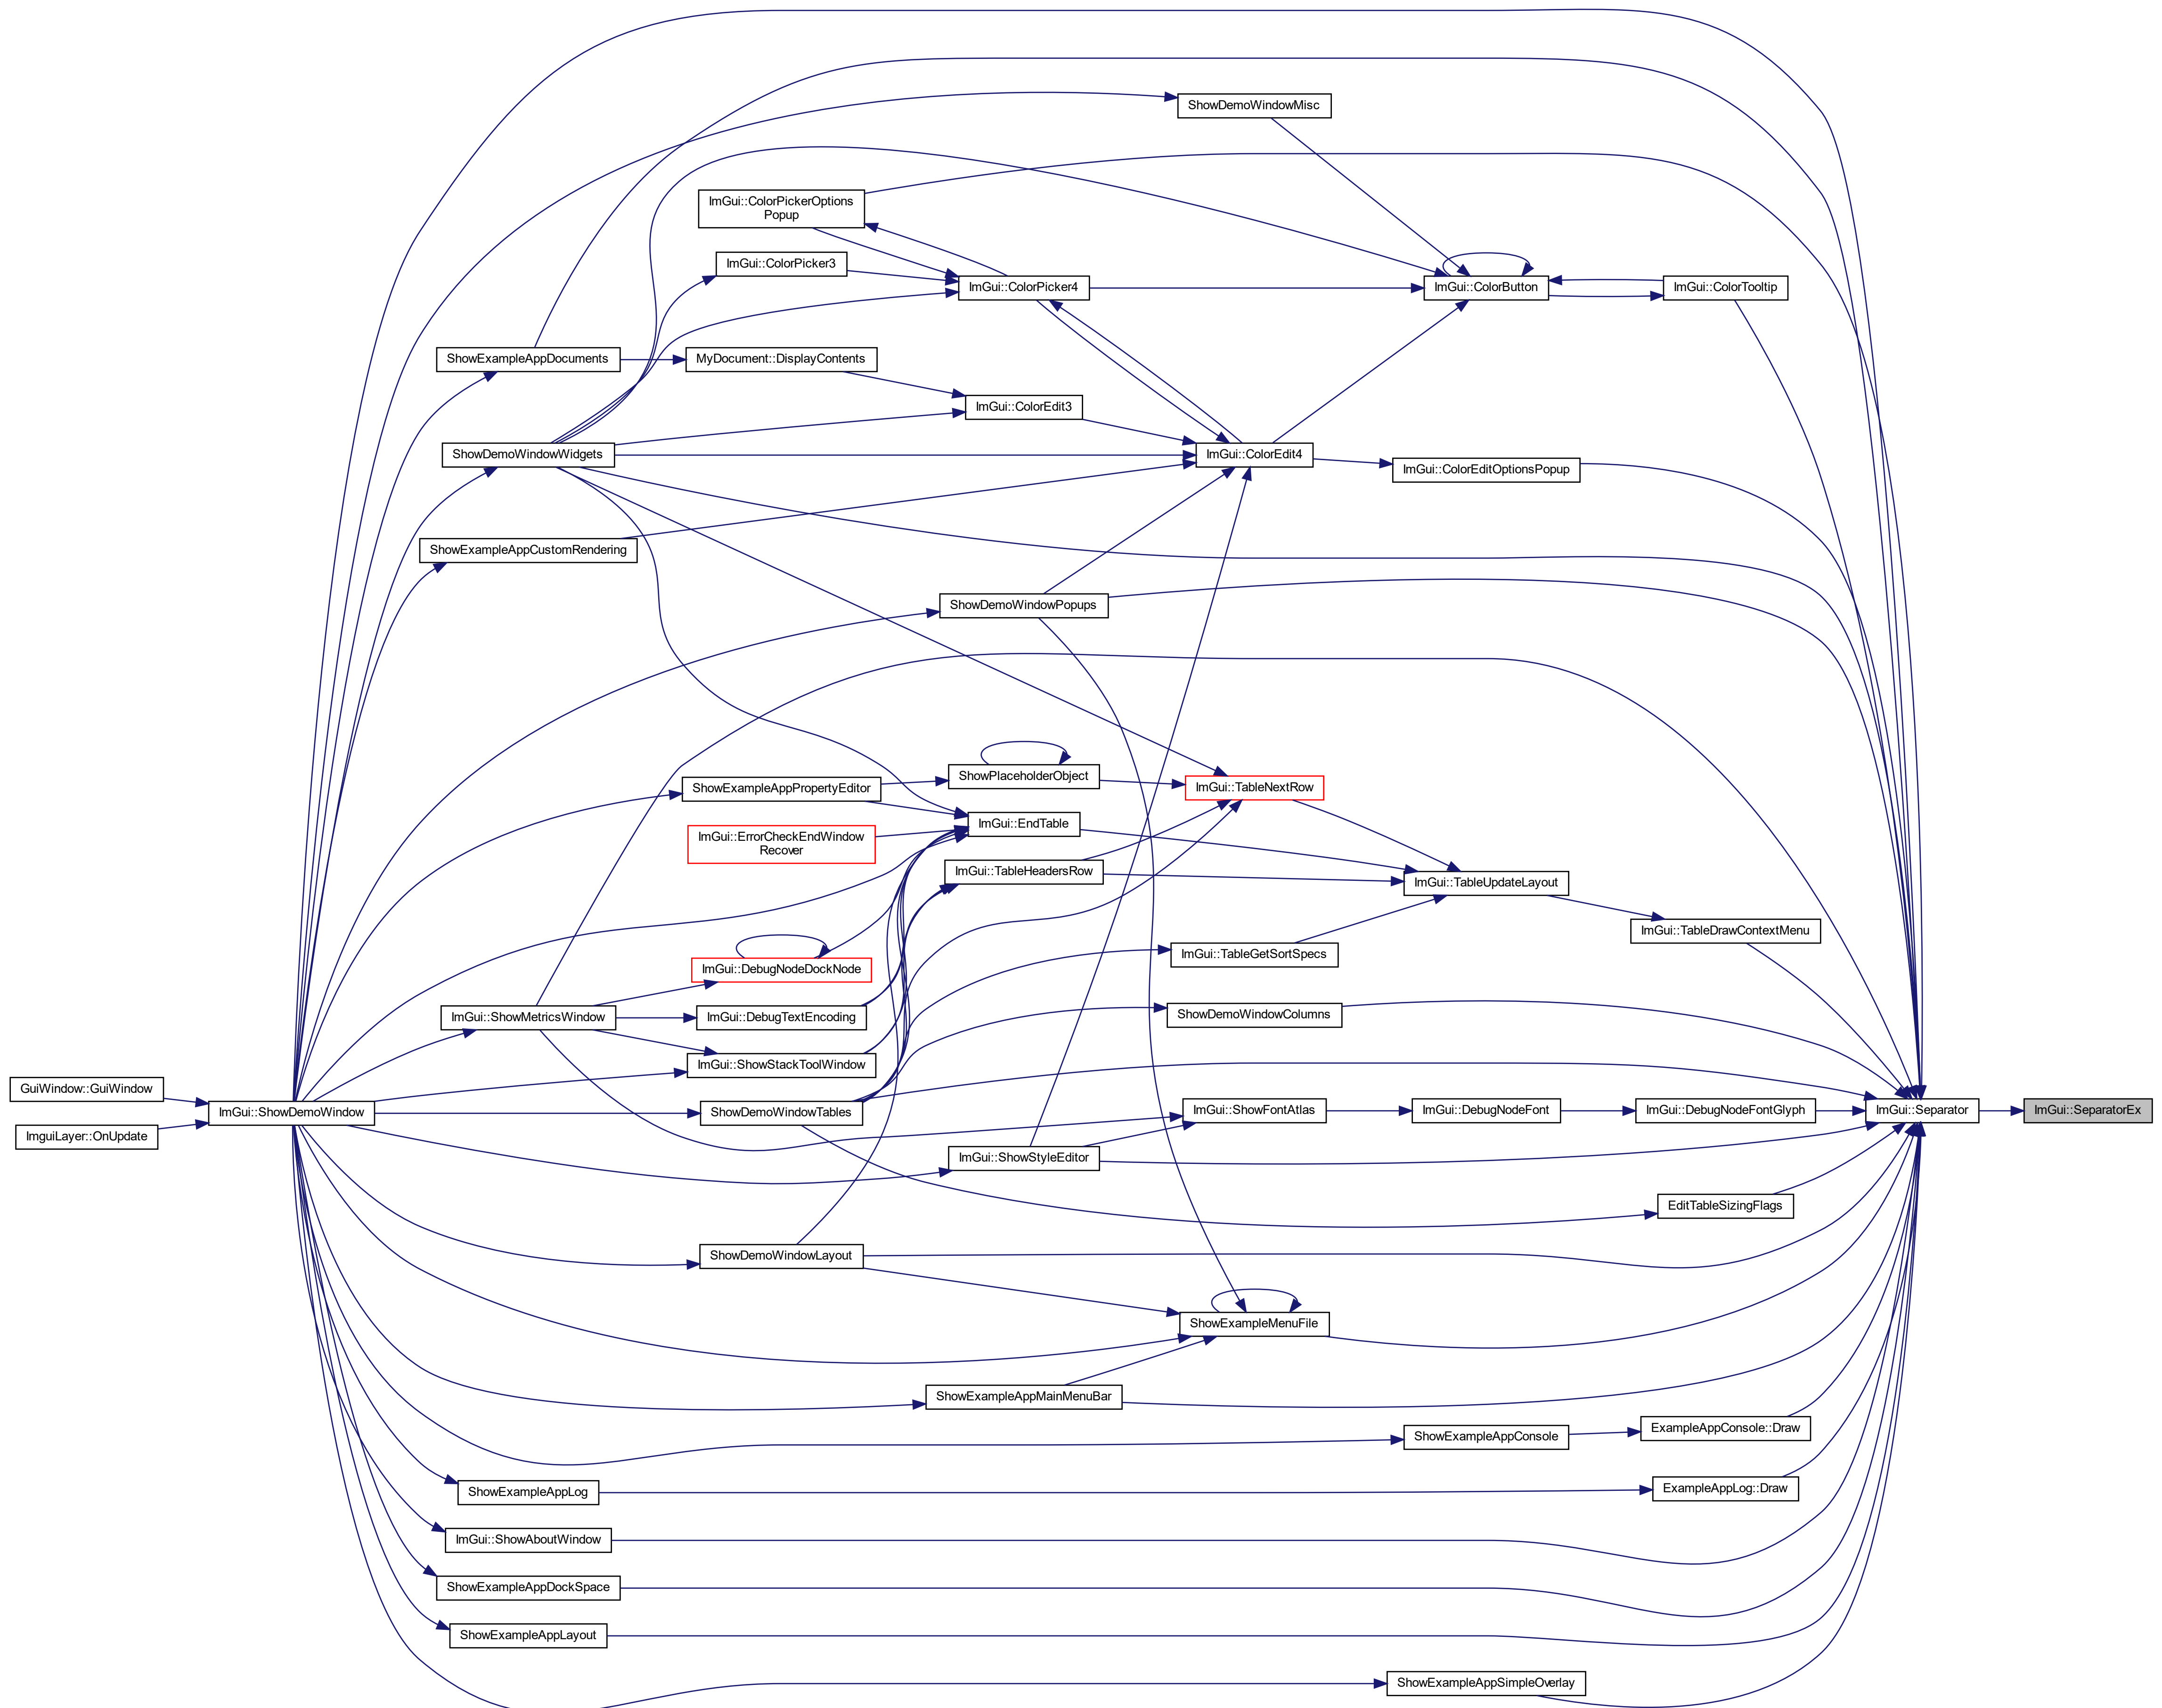 ShowDemoWindowMisc
ImGui::ColorPickerOptions
Popup
ImGui::ColorPicker3
ImGui::ColorPicker4
ImGui::ColorButton
ImGui::ColorTooltip
ShowExampleAppDocuments
MyDocument::DisplayContents
ImGui::ColorEdit3
ShowDemoWindowWidgets
ImGui::ColorEdit4
ImGui::ColorEditOptionsPopup
ShowExampleAppCustomRendering
ShowDemoWindowPopups
ShowPlaceholderObject
ImGui::TableNextRow
ShowExampleAppPropertyEditor
ImGui::EndTable
ImGui::ErrorCheckEndWindow
Recover
ImGui::TableHeadersRow
ImGui::TableUpdateLayout
ImGui::TableDrawContextMenu
ImGui::TableGetSortSpecs
ImGui::DebugNodeDockNode
ImGui::ShowMetricsWindow
ImGui::DebugTextEncoding
ShowDemoWindowColumns
ImGui::ShowStackToolWindow
GuiWindow::GuiWindow
ImGui::ShowDemoWindow
ShowDemoWindowTables
ImGui::ShowFontAtlas
ImGui::DebugNodeFont
ImGui::DebugNodeFontGlyph
ImGui::Separator
ImGui::SeparatorEx
ImguiLayer::OnUpdate
ImGui::ShowStyleEditor
EditTableSizingFlags
ShowDemoWindowLayout
ShowExampleMenuFile
ShowExampleAppMainMenuBar
ExampleAppConsole::Draw
ShowExampleAppConsole
ExampleAppLog::Draw
ShowExampleAppLog
ImGui::ShowAboutWindow
ShowExampleAppDockSpace
ShowExampleAppLayout
ShowExampleAppSimpleOverlay